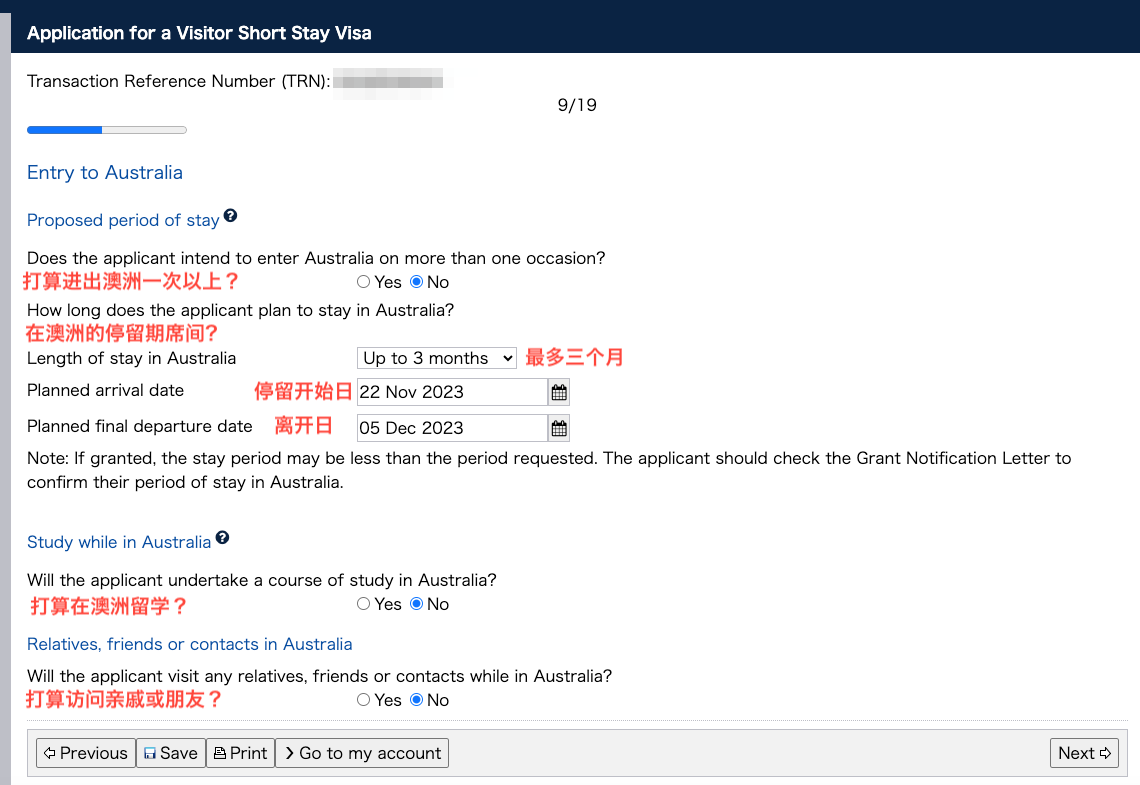 Application for a Visitor Short Stay Visa
Transaction Reference Number (TRN):
9/19
Entry to Australia
Proposed period of stay ?
Does the applicant intend to enter Australia on more than one occasion?
打算进出澳洲一次以上？ Yes No
How long does the applicant plan to stay in Australia?
在澳洲的停留期席间?
Length of stay in Australia Up to 3 months 最多三个月
Planned arrival date 停留开始日 22 Nov 2023
Planned final departure date 离开日 05 Dec 2023
Note: If granted, the stay period may be less than the period requested. The applicant should check the Grant Notification Letter to
confirm their period of stay in Australia.
Study while in Australia ?
Will the applicant undertake a course of study in Australia?
打算在澳洲留学？ Yes No
Relatives, friends or contacts in Australia
Will the applicant visit any relatives, friends or contacts while in Australia?
打算访问亲戚或朋友？ Yes No
Previous Save Print Go to my account Next